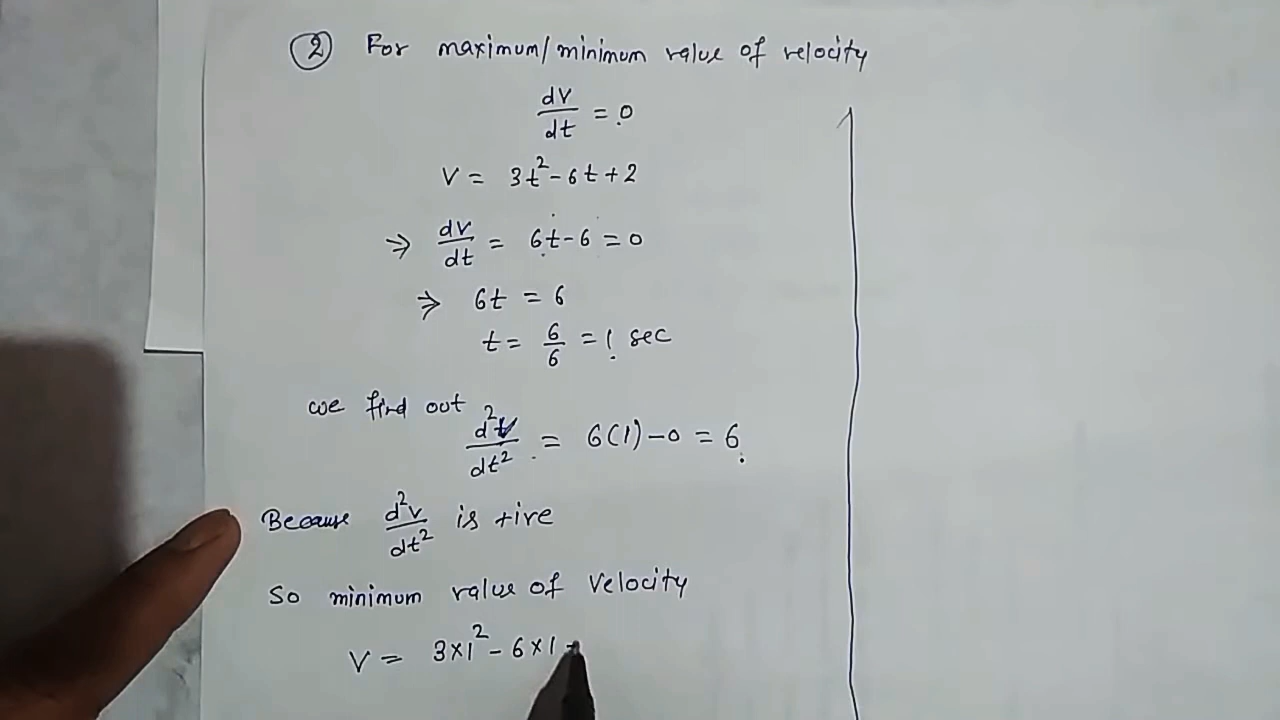 ② For maximum/minimum value of velocity
dv/dt = 0
V = 3t² - 6t + 2
⇒ dv/dt = 6t - 6 = 0
⇒ 6t = 6
t = 6/6 = 1 sec
we find out
d²v/dt² = 6(1) - 0 = 6
Because d²v/dt² is +ive
So minimum value of velocity
V = 3×1² - 6×1